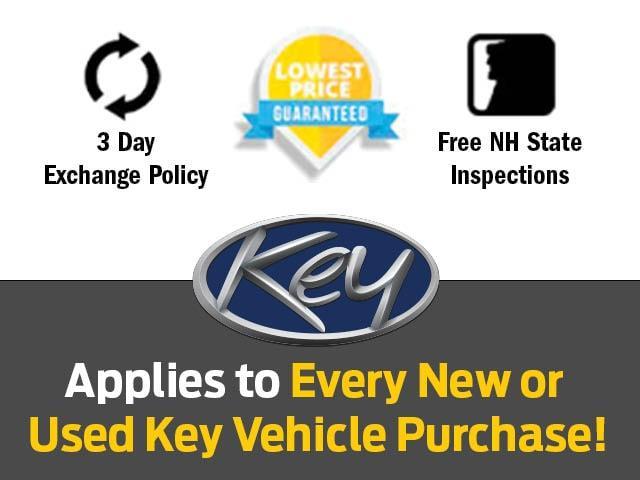 3 Day
Exchange Policy
LOWEST
PRICE
GUARANTEED
Free NH State
Inspections
Key
Applies to Every New or
Used Key Vehicle Purchase!